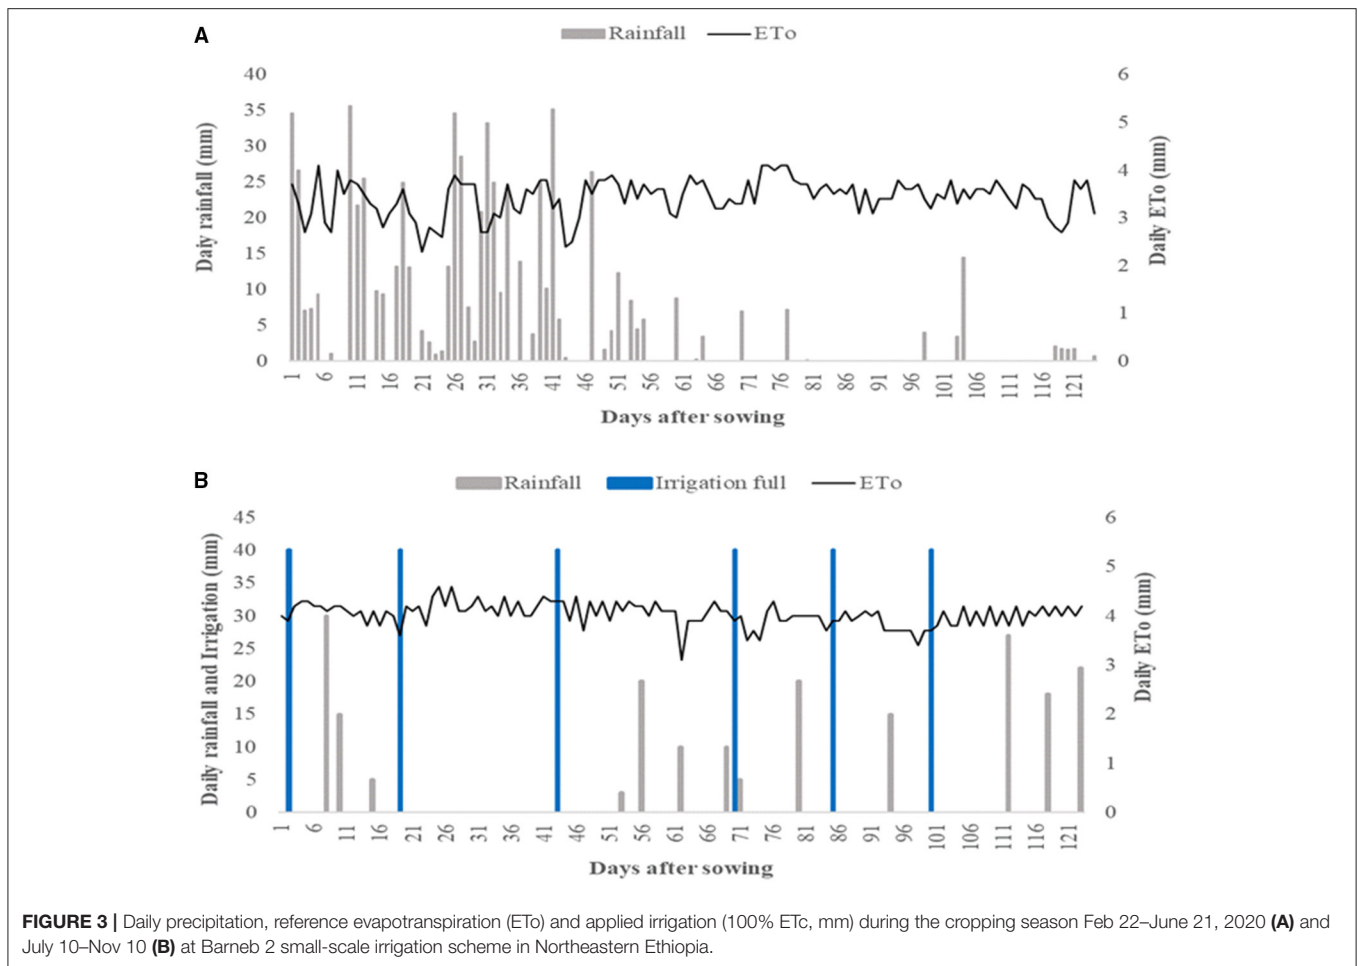 A
Rainfall ETo
40
35
30
25
20
15
10
5
0
Daiy rainfall (mm)
6
5
4
3
2
1
0
Daily ETo (mm)
1 6 11 16 21 26 31 36 41 46 51 56 61 66 71 76 81 86 91 96 101 106 111 116 121
Days after sowing
B
Rainfall Irrigation full ETo
45
40
35
30
25
20
15
10
5
0
Daily rainfall and Irrigation (mm)
6
5
4
3
2
1
0
Daily ETo (mm)
1 6 11 16 21 26 31 36 41 46 51 56 61 66 71 76 81 86 91 96 101 106 111 116 121
Days after sowing
FIGURE 3 | Daily precipitation, reference evapotranspiration (ETo) and applied irrigation (100% ETc, mm) during the cropping season Feb 22–June 21, 2020 (A) and
July 10–Nov 10 (B) at Barneb 2 small-scale irrigation scheme in Northeastern Ethiopia.